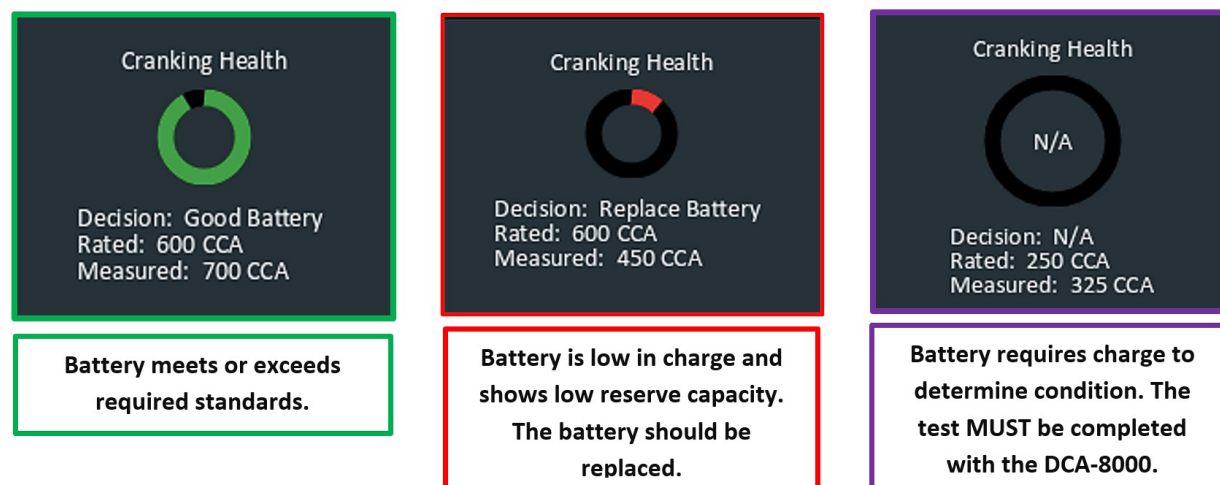 Cranking Health
Decision: Good Battery
Rated: 600 CCA
Measured: 700 CCA
Battery meets or exceeds
required standards.
Cranking Health
Decision: Replace Battery
Rated: 600 CCA
Measured: 450 CCA
Battery is low in charge and
shows low reserve capacity.
The battery should be
replaced.
Cranking Health
N/A
Decision: N/A
Rated: 250 CCA
Measured: 325 CCA
Battery requires charge to
determine condition. The
test MUST be completed
with the DCA-8000.